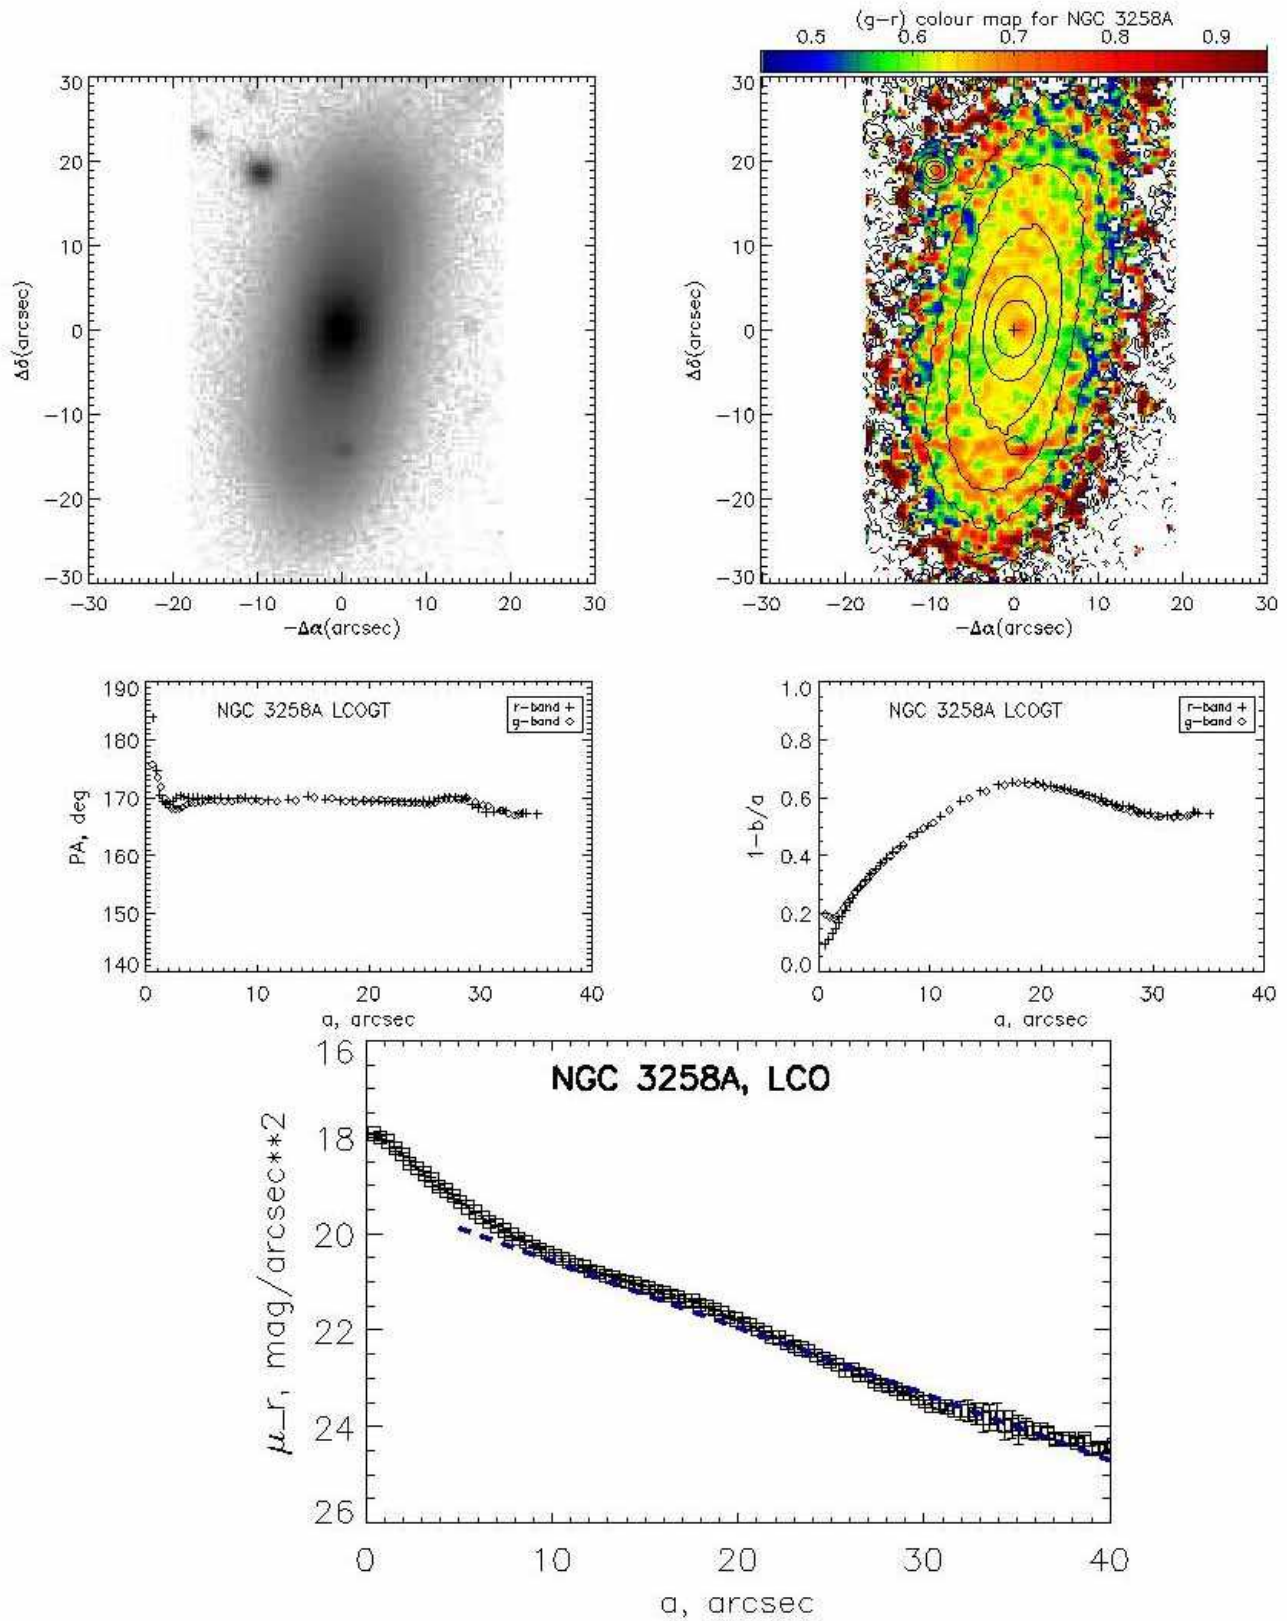 (g−r) colour map for NGC 3258A
0.5 0.6 0.7 0.8 0.9
30
20
10
0
−10
−20
−30
Δδ(arcsec)
−30 −20 −10 0 10 20 30
−Δα(arcsec)
30
20
10
0
−10
−20
−30
Δδ(arcsec)
−30 −20 −10 0 10 20 30
−Δα(arcsec)
NGC 3258A LCOGT
r−band +
g−band ◇
190
180
170
160
150
140
PA, deg
0 10 20 30 40
a, arcsec
NGC 3258A LCOGT
r−band +
g−band ◇
1.0
0.8
0.6
0.4
0.2
0.0
1−b/a
0 10 20 30 40
a, arcsec
NGC 3258A, LCO
16
18
20
22
24
26
μ_r, mag/arcsec**2
0 10 20 30 40
a, arcsec